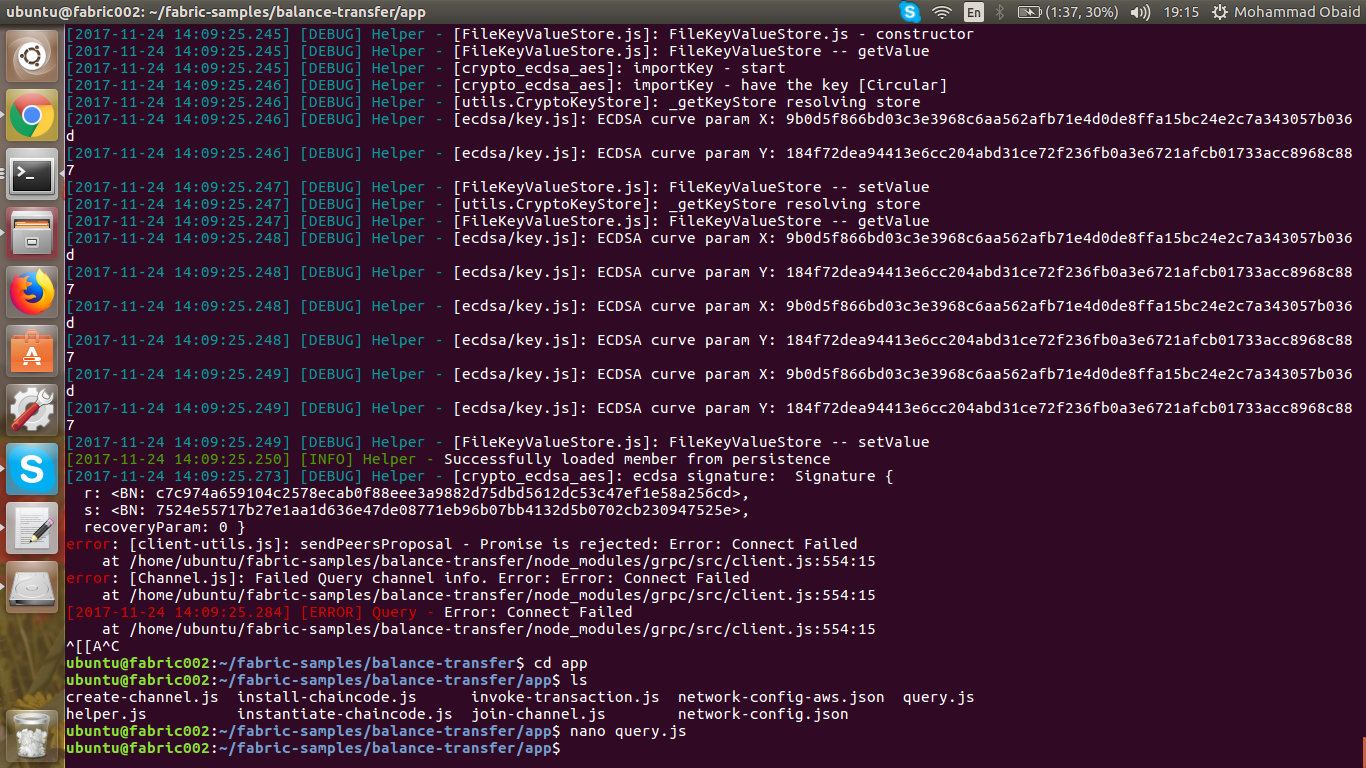 ubuntu@fabric002: ~/fabric-samples/balance-transfer/app En (1:37, 30%) 19:15 Mohammad Obaid
[2017-11-24 14:09:25.245] [DEBUG] Helper - [FileKeyValueStore.js]: FileKeyValueStore.js - constructor
[2017-11-24 14:09:25.245] [DEBUG] Helper - [FileKeyValueStore.js]: FileKeyValueStore -- getValue
[2017-11-24 14:09:25.245] [DEBUG] Helper - [crypto_ecdsa_aes]: importKey - start
[2017-11-24 14:09:25.246] [DEBUG] Helper - [crypto_ecdsa_aes]: importKey - have the key [Circular]
[2017-11-24 14:09:25.246] [DEBUG] Helper - [utils.CryptoKeyStore]: _getKeyStore resolving store
[2017-11-24 14:09:25.246] [DEBUG] Helper - [ecdsa/key.js]: ECDSA curve param X: 9b0d5f866bd03c3e3968c6aa562afb71e4d0de8ffa15bc24e2c7a343057b036
d
[2017-11-24 14:09:25.246] [DEBUG] Helper - [ecdsa/key.js]: ECDSA curve param Y: 184f72dea94413e6cc204abd31ce72f236fb0a3e6721afcb01733acc8968c88
7
[2017-11-24 14:09:25.247] [DEBUG] Helper - [FileKeyValueStore.js]: FileKeyValueStore -- setValue
[2017-11-24 14:09:25.247] [DEBUG] Helper - [utils.CryptoKeyStore]: _getKeyStore resolving store
[2017-11-24 14:09:25.247] [DEBUG] Helper - [FileKeyValueStore.js]: FileKeyValueStore -- getValue
[2017-11-24 14:09:25.248] [DEBUG] Helper - [ecdsa/key.js]: ECDSA curve param X: 9b0d5f866bd03c3e3968c6aa562afb71e4d0de8ffa15bc24e2c7a343057b036
d
[2017-11-24 14:09:25.248] [DEBUG] Helper - [ecdsa/key.js]: ECDSA curve param Y: 184f72dea94413e6cc204abd31ce72f236fb0a3e6721afcb01733acc8968c88
7
[2017-11-24 14:09:25.248] [DEBUG] Helper - [ecdsa/key.js]: ECDSA curve param X: 9b0d5f866bd03c3e3968c6aa562afb71e4d0de8ffa15bc24e2c7a343057b036
d
[2017-11-24 14:09:25.248] [DEBUG] Helper - [ecdsa/key.js]: ECDSA curve param Y: 184f72dea94413e6cc204abd31ce72f236fb0a3e6721afcb01733acc8968c88
7
[2017-11-24 14:09:25.249] [DEBUG] Helper - [ecdsa/key.js]: ECDSA curve param X: 9b0d5f866bd03c3e3968c6aa562afb71e4d0de8ffa15bc24e2c7a343057b036
d
[2017-11-24 14:09:25.249] [DEBUG] Helper - [ecdsa/key.js]: ECDSA curve param Y: 184f72dea94413e6cc204abd31ce72f236fb0a3e6721afcb01733acc8968c88
7
[2017-11-24 14:09:25.249] [DEBUG] Helper - [FileKeyValueStore.js]: FileKeyValueStore -- setValue
[2017-11-24 14:09:25.250] [INFO] Helper - Successfully loaded member from persistence
[2017-11-24 14:09:25.273] [DEBUG] Helper - [crypto_ecdsa_aes]: ecdsa signature:  Signature {
  r: <BN: c7c974a659104c2578ecab0f88eee3a9882d75dbd5612dc53c47ef1e58a256cd>,
  s: <BN: 7524e55717b27e1aa1d636e47de08771eb96b07bb4132d5b0702cb230947525e>,
  recoveryParam: 0 }
error: [client-utils.js]: sendPeersProposal - Promise is rejected: Error: Connect Failed
    at /home/ubuntu/fabric-samples/balance-transfer/node_modules/grpc/src/client.js:554:15
error: [Channel.js]: Failed Query channel info. Error: Error: Connect Failed
    at /home/ubuntu/fabric-samples/balance-transfer/node_modules/grpc/src/client.js:554:15
[2017-11-24 14:09:25.284] [ERROR] Query - Error: Connect Failed
    at /home/ubuntu/fabric-samples/balance-transfer/node_modules/grpc/src/client.js:554:15
^[[A^C
ubuntu@fabric002:~/fabric-samples/balance-transfer$ cd app
ubuntu@fabric002:~/fabric-samples/balance-transfer/app$ ls
create-channel.js  install-chaincode.js      invoke-transaction.js  network-config-aws.json  query.js
helper.js          instantiate-chaincode.js  join-channel.js        network-config.json
ubuntu@fabric002:~/fabric-samples/balance-transfer/app$ nano query.js
ubuntu@fabric002:~/fabric-samples/balance-transfer/app$